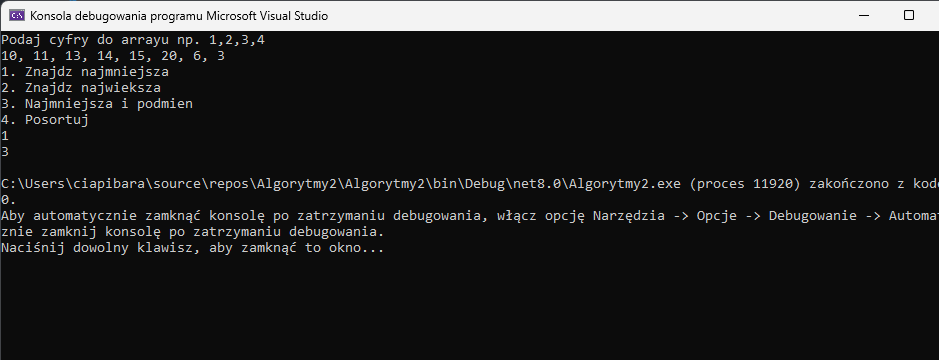 Konsola debugowania programu Microsoft Visual Studio
Podaj cyfry do arrayu np. 1,2,3,4
10, 11, 13, 14, 15, 20, 6, 3
1. Znajdz najmniejsza
2. Znajdz najwieksza
3. Najmniejsza i podmien
4. Posortuj
1
3
C:\Users\ciapibara\source\repos\Algorytmy2\Algorytmy2\bin\Debug\net8.0\Algorytmy2.exe (proces 11920) zakończono z kode
0.
Aby automatycznie zamknąć konsolę po zatrzymaniu debugowania, włącz opcję Narzędzia -> Opcje -> Debugowanie -> Automat
znie zamknij konsolę po zatrzymaniu debugowania.
Naciśnij dowolny klawisz, aby zamknąć to okno...